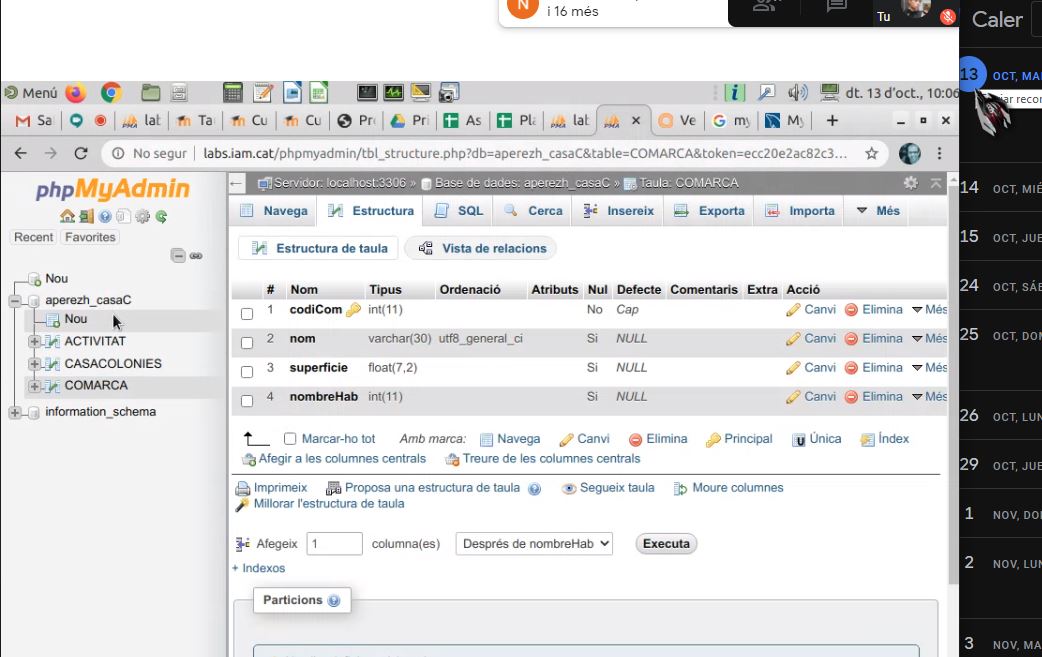 N
i 16 més
Tu
Caler
Menú
dt. 13 d'oct., 10:06
Sa
lab
Ta
Cu
Cu
Pr
Pri
As
Pl
lab
Ve
my
My
No segur
labs.iam.cat/phpmyadmin/tbl_structure.php?db=aperezh_casaC&table=COMARCA&token=ecc20e2ac82c3...
phpMyAdmin
Recent Favorites
Nou
aperezh_casaC
Nou
ACTIVITAT
CASACOLONIES
COMARCA
information_schema
Servidor: localhost:3306 » Base de dades: aperezh_casaC » Taula: COMARCA
Navega Estructura SQL Cerca Insereix Exporta Importa Més
Estructura de taula Vista de relacions
# Nom Tipus Ordenació Atributs Nul Defecte Comentaris Extra Acció
1 codiCom int(11) No Cap Canvi Elimina Més
2 nom varchar(30) utf8_general_ci Si NULL Canvi Elimina Més
3 superficie float(7,2) Si NULL Canvi Elimina Més
4 nombreHab int(11) Si NULL Canvi Elimina Més
Marcar-ho tot Amb marca: Navega Canvi Elimina Principal Única Índex
Afegir a les columnes centrals Treure de les columnes centrals
Imprimeix Proposa una estructura de taula Segueix taula Moure columnes
Millorar l'estructura de taula
Afegeix 1 columna(es) Després de nombreHab Executa
+ Indexos
Particions
13 OCT, MA
14 OCT, MIÉ
15 OCT, JUE
24 OCT, SÁB
25 OCT, DOM
26 OCT, LUN
29 OCT, JUE
1 NOV, DOM
2 NOV, LUN
3 NOV, MA